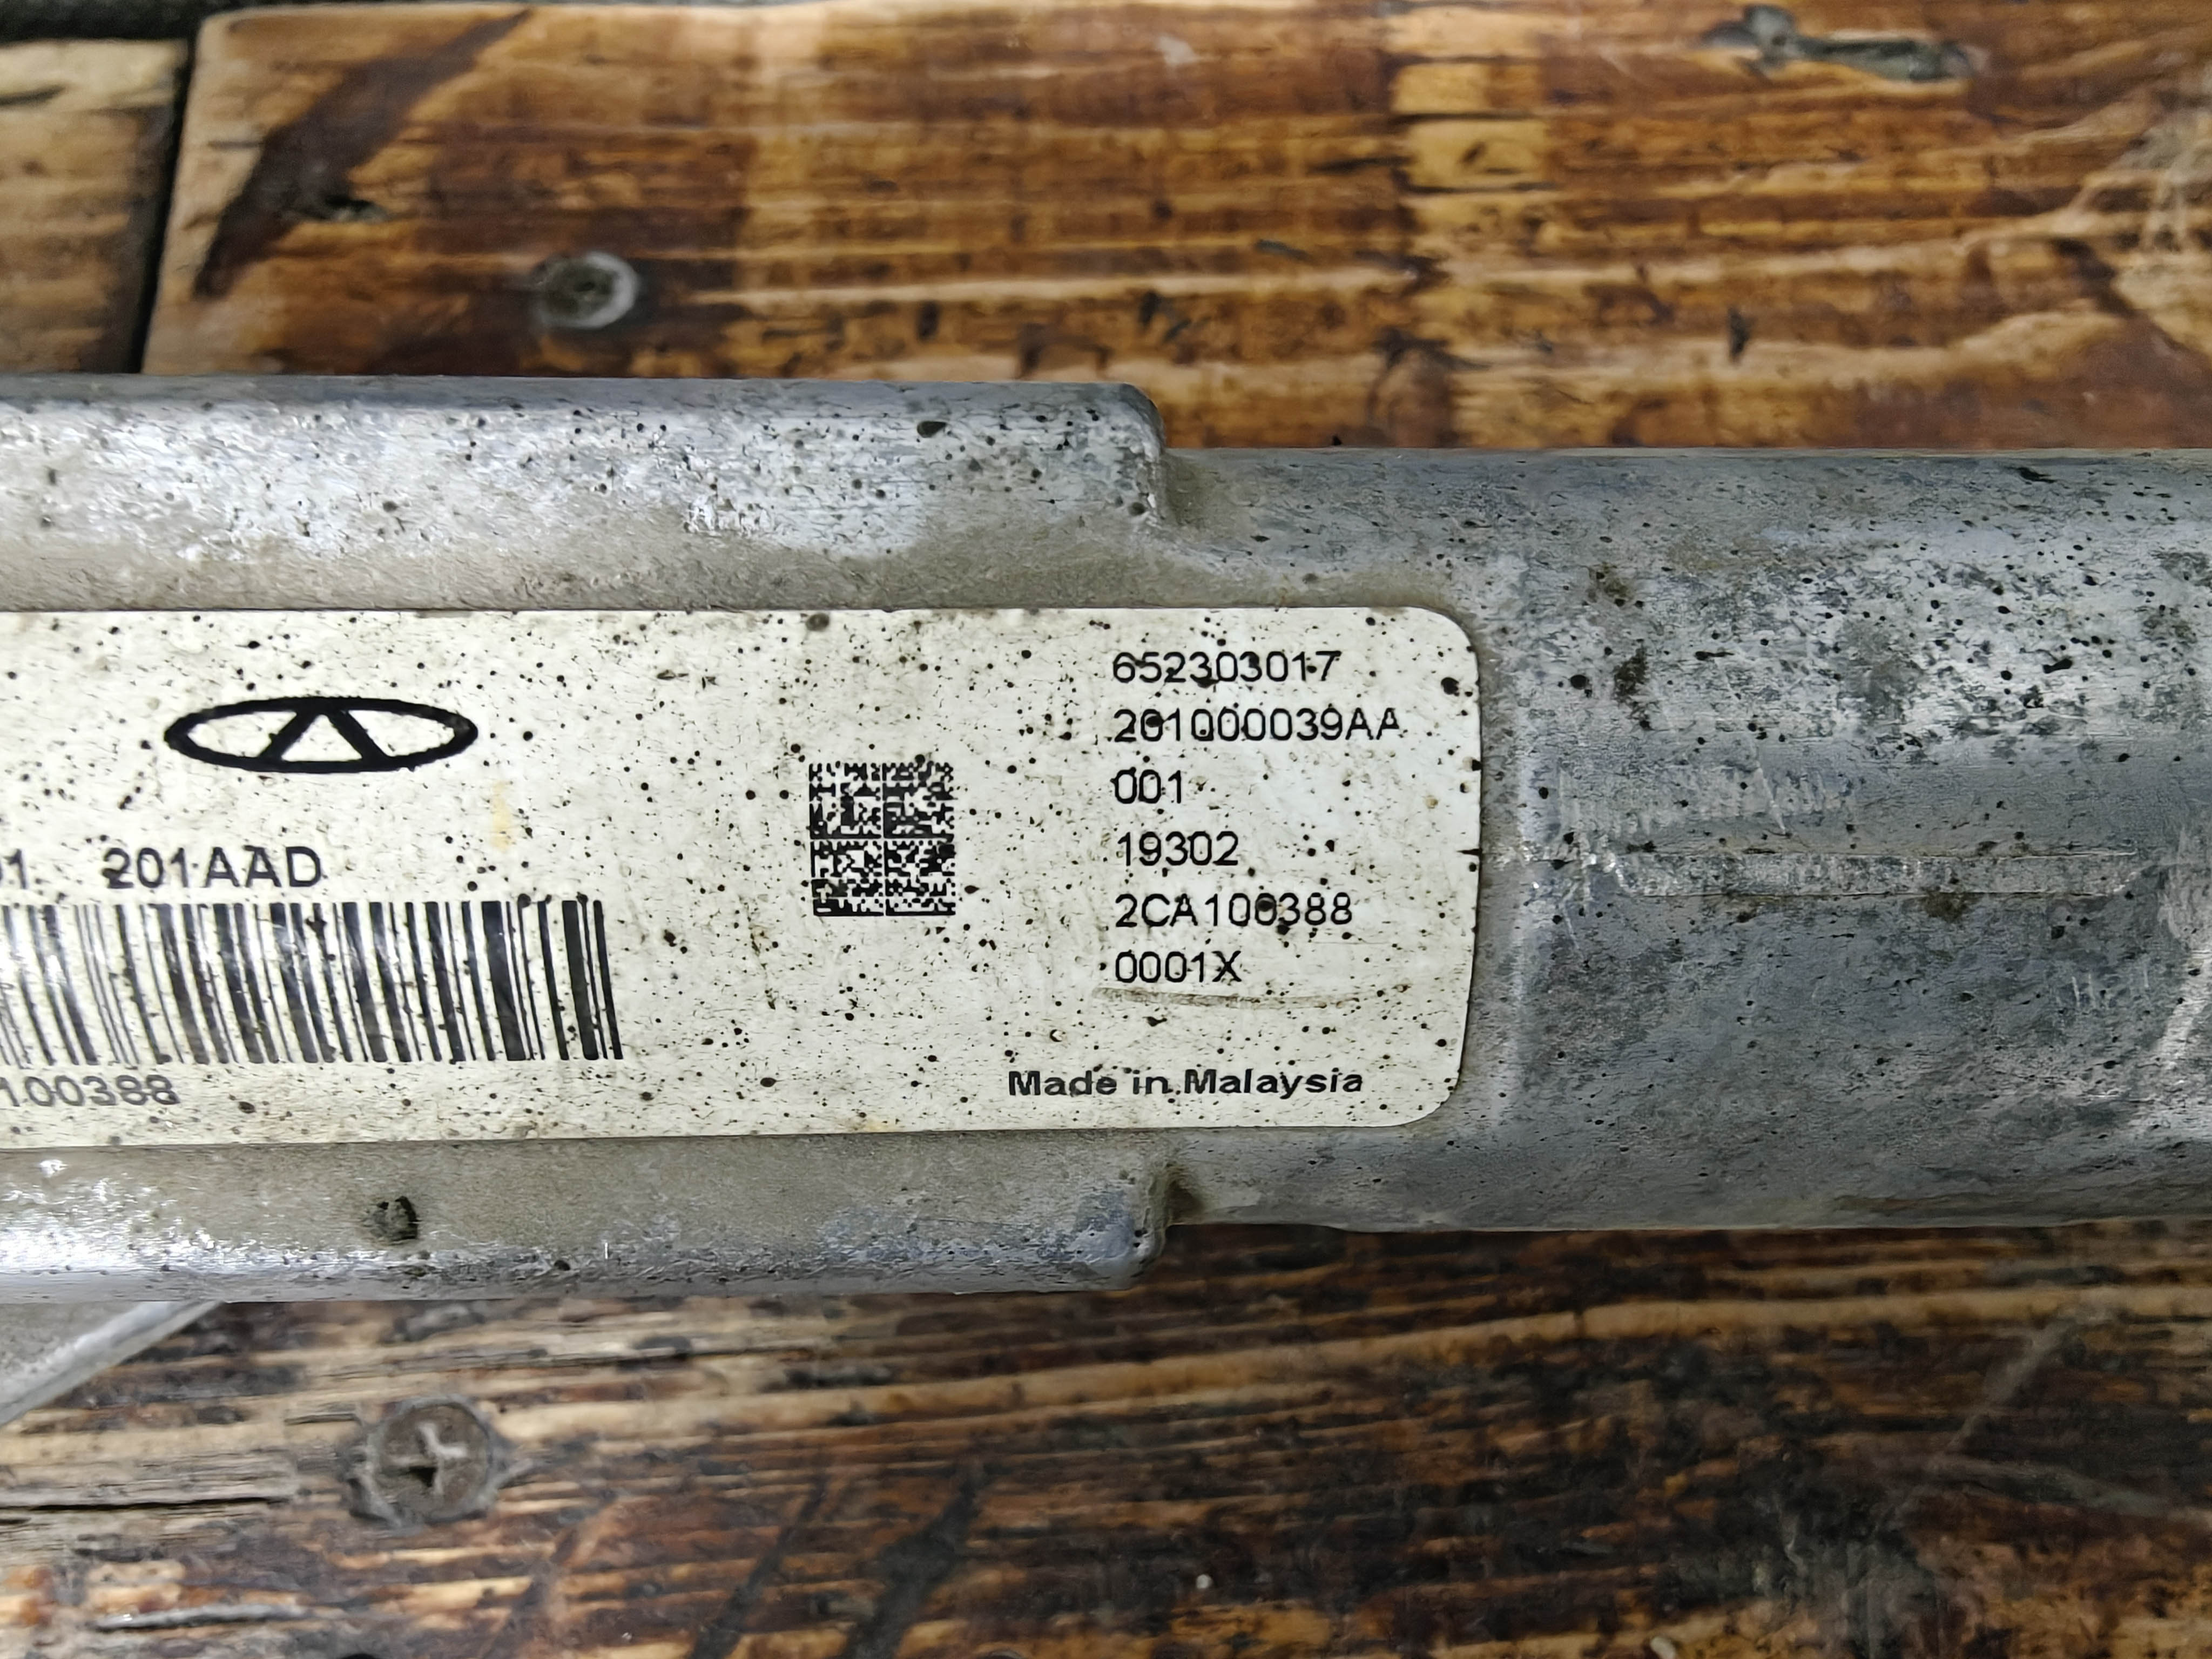 652303017
201000039AA
001
19302
2CA100388
0001X
201AAD
100388
Made in Malaysia